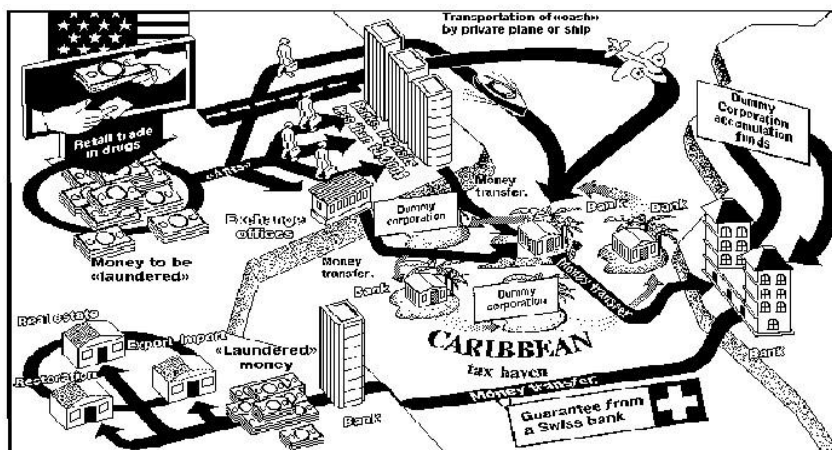 Transportation of «cash»
by private plane or ship
Retail trade
in drugs
«Ants»
Money to be
«laundered»
Exchange
offices
Money transfer.
Dummy
corporation
Money
transfer.
Bank
Dummy
corporation
Bank
Bank
Money transfer
Dummy
Corporation
accumulation
funds
Bank
CARIBBEAN
tax haven
Money transfer.
Guarantee from
a Swiss bank
Bank
«Laundered»
money
Real estate
Export-Import
Restoration